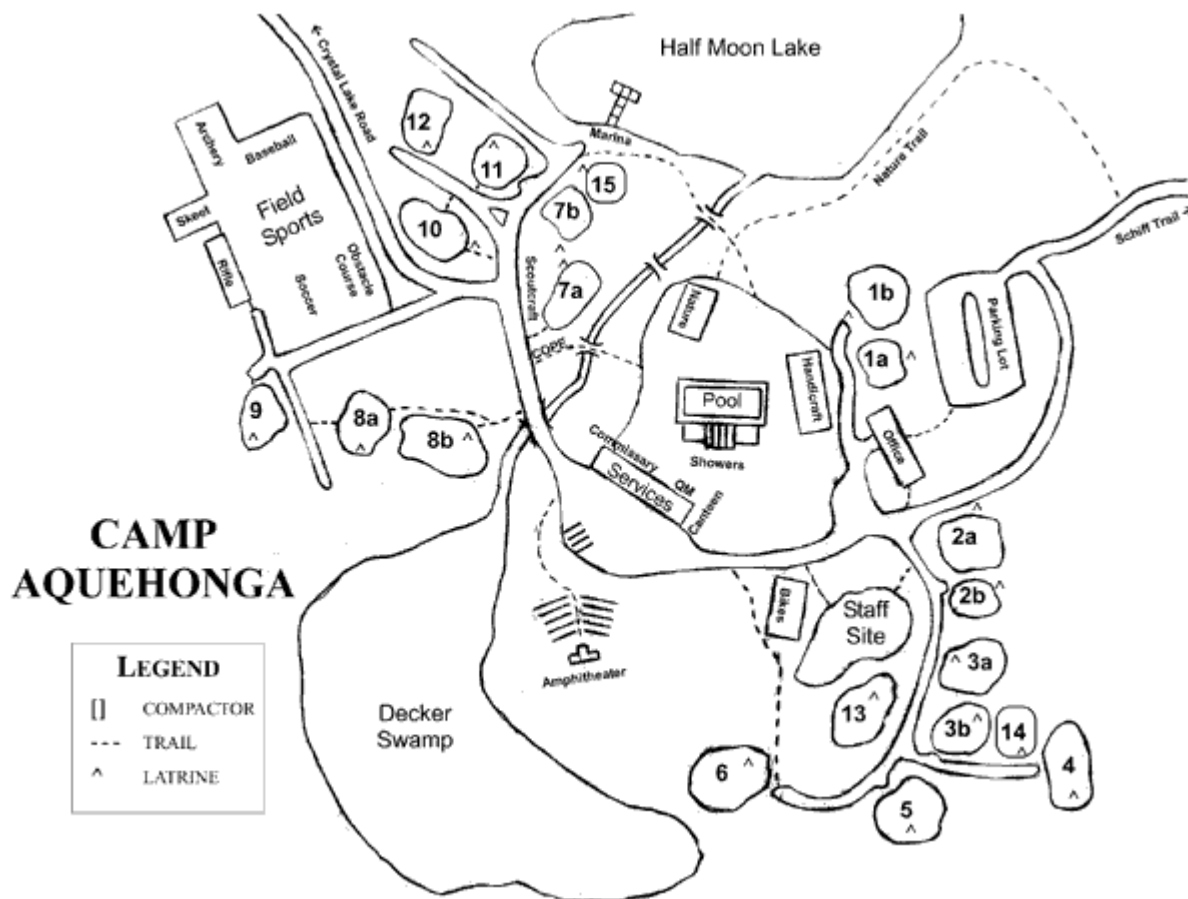 Half Moon Lake
← Crystal Lake Road
Marina
Nature Trail
Schiff Trail →
Archery
Baseball
Field
Sports
Skeet
Rifle
Soccer
Obstacle
Course
12
11
10
15
7b
7a
Scoutcraft
COPE
Nature
1b
1a
Parking Lot
Handicraft
Office
Pool
Showers
Commissary
Services
QM
Canteen
9
8a
8b
CAMP
AQUEHONGA
LEGEND
[] COMPACTOR
--- TRAIL
^ LATRINE
2a
2b
3a
3b
14
4
5
6
13
Bikes
Staff
Site
Amphitheater
Decker
Swamp